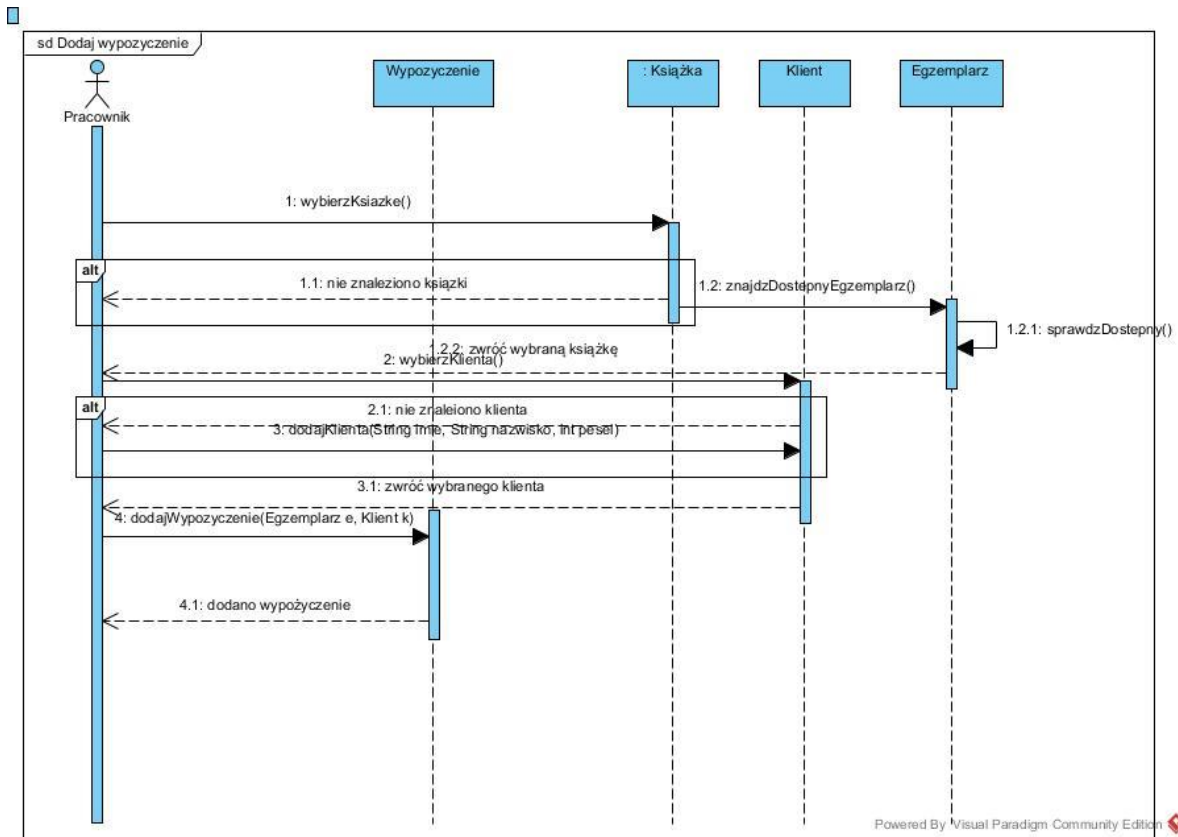 sd Dodaj wypozyczenie
Pracownik
Wypozyczenie
: Książka
Klient
Egzemplarz
1: wybierzKsiazke()
alt
1.1: nie znaleziono ksiązki
1.2: znajdzDostepnyEgzemplarz()
1.2.1: sprawdzDostepny()
1.2.2: zwróć wybraną książkę
2: wybierzKlienta()
alt
2.1: nie znaleiono klienta
3: dodajKlienta(String imie, String nazwisko, int pesel)
3.1: zwróć wybranego klienta
4: dodajWypozyczenie(Egzemplarz e, Klient k)
4.1: dodano wypożyczenie
Powered By Visual Paradigm Community Edition